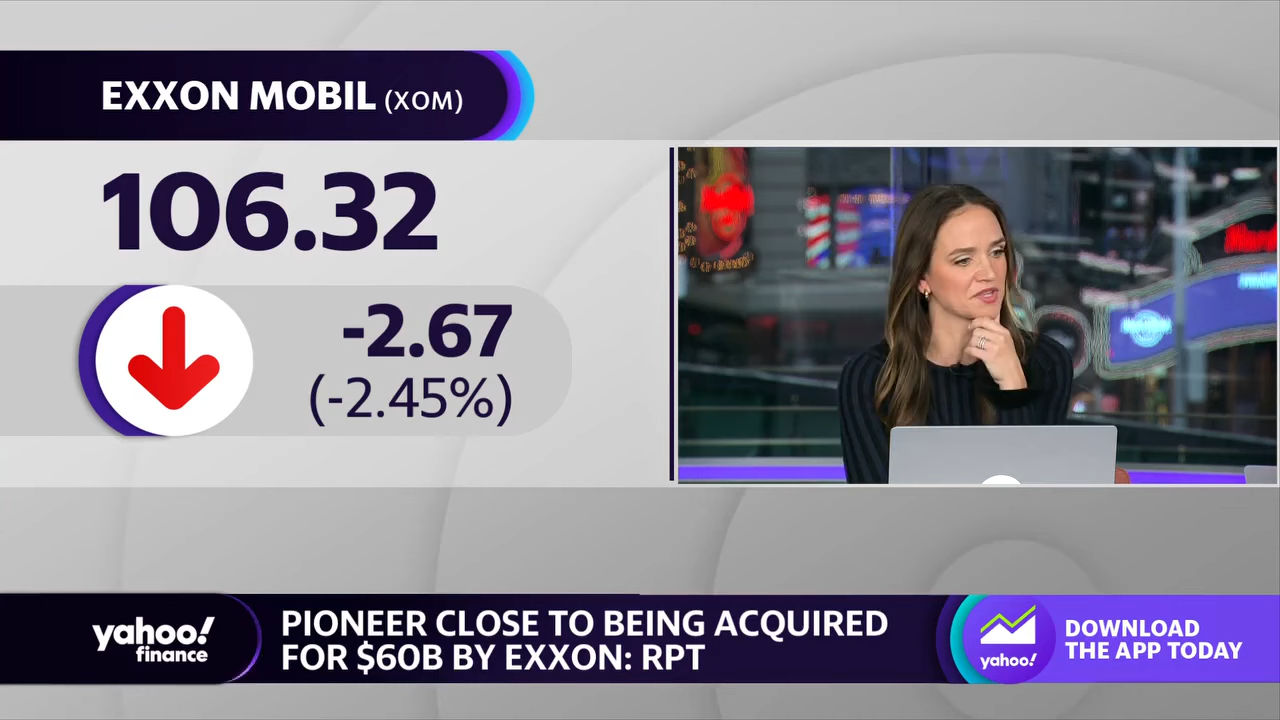 EXXON MOBIL (XOM)
106.32
-2.67
(-2.45%)
yahoo!
finance
PIONEER CLOSE TO BEING ACQUIRED
FOR $60B BY EXXON: RPT
yahoo!
DOWNLOAD
THE APP TODAY